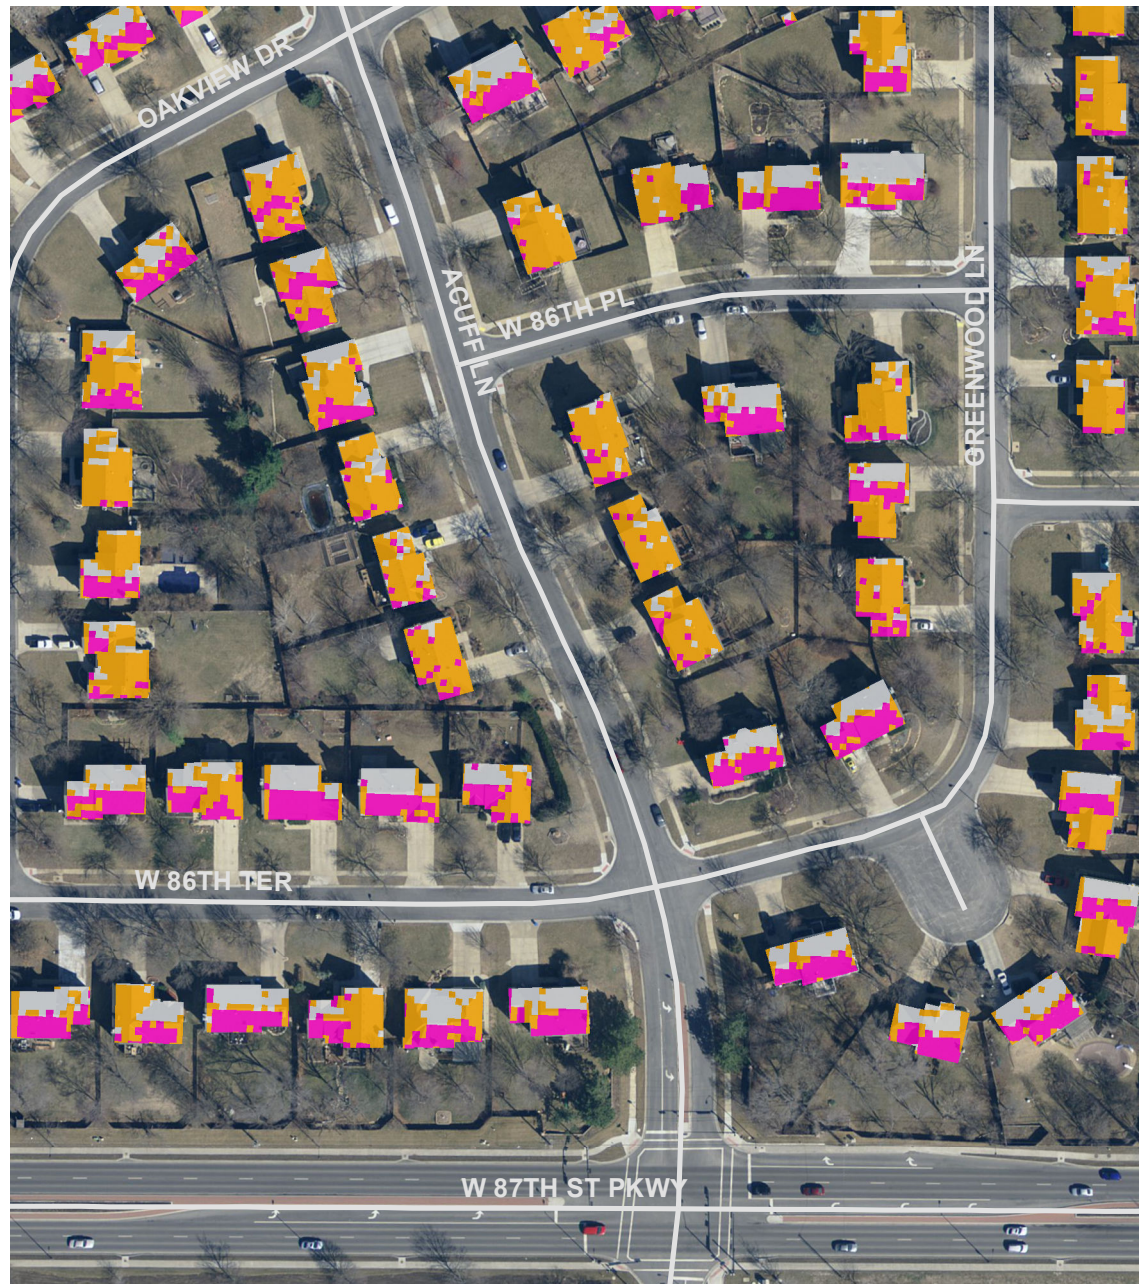 OAKVIEW DR
ACUFF LN
W 86TH PL
GREENWOOD LN
W 86TH TER
W 87TH ST PKWY